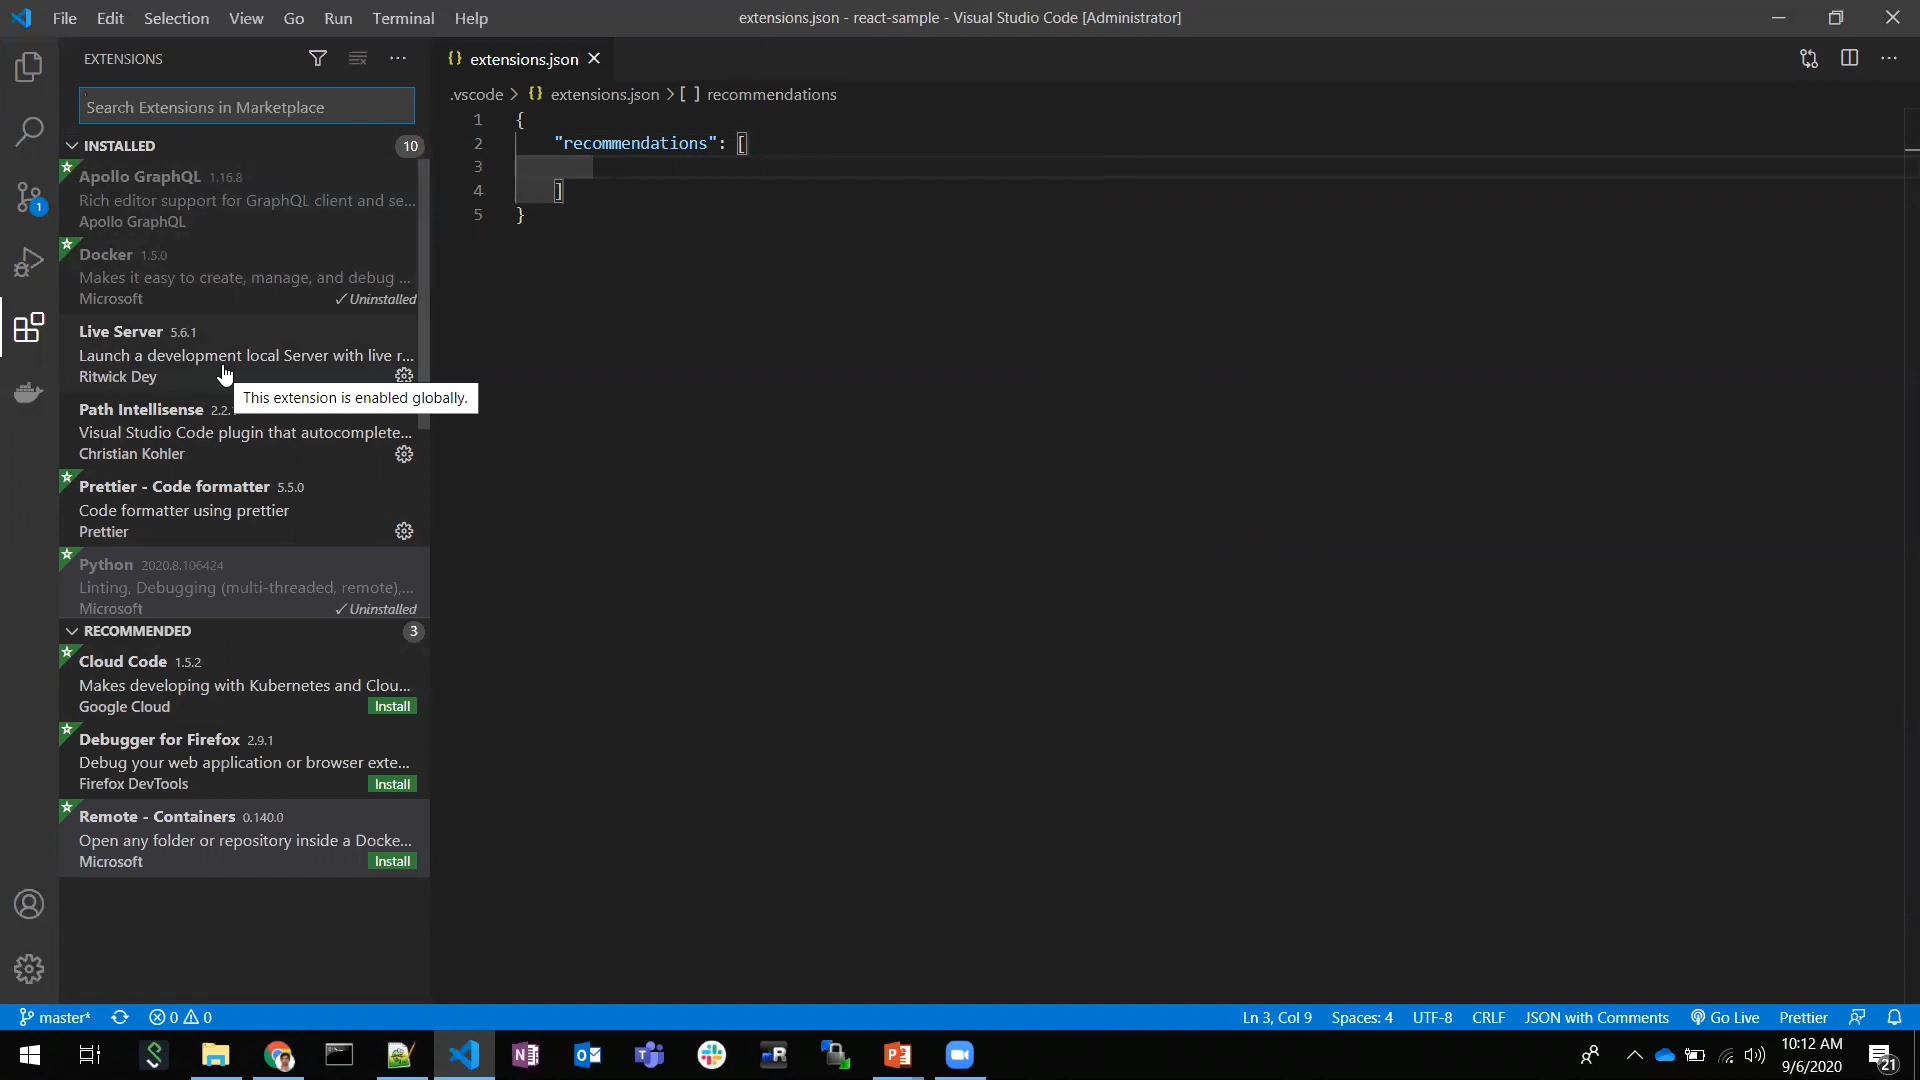 File Edit Selection View Go Run Terminal Help
extensions.json - react-sample - Visual Studio Code [Administrator]
EXTENSIONS
Search Extensions in Marketplace
INSTALLED 10
Apollo GraphQL 1.16.8
Rich editor support for GraphQL client and se...
Apollo GraphQL
Docker 1.5.0
Makes it easy to create, manage, and debug ...
Microsoft ✓Uninstalled
Live Server 5.6.1
Launch a development local Server with live r...
Ritwick Dey
This extension is enabled globally.
Path Intellisense 2.2.
Visual Studio Code plugin that autocomplete...
Christian Kohler
Prettier - Code formatter 5.5.0
Code formatter using prettier
Prettier
Python 2020.8.106424
Linting, Debugging (multi-threaded, remote),...
Microsoft ✓Uninstalled
RECOMMENDED 3
Cloud Code 1.5.2
Makes developing with Kubernetes and Clou...
Google Cloud Install
Debugger for Firefox 2.9.1
Debug your web application or browser exte...
Firefox DevTools Install
Remote - Containers 0.140.0
Open any folder or repository inside a Docke...
Microsoft Install
1
{} extensions.json ×
.vscode > {} extensions.json > [ ] recommendations
1 {
2 "recommendations": [
3
4 ]
5 }
master* 0 0 Ln 3, Col 9 Spaces: 4 UTF-8 CRLF JSON with Comments Go Live Prettier
10:12 AM
9/6/2020
21